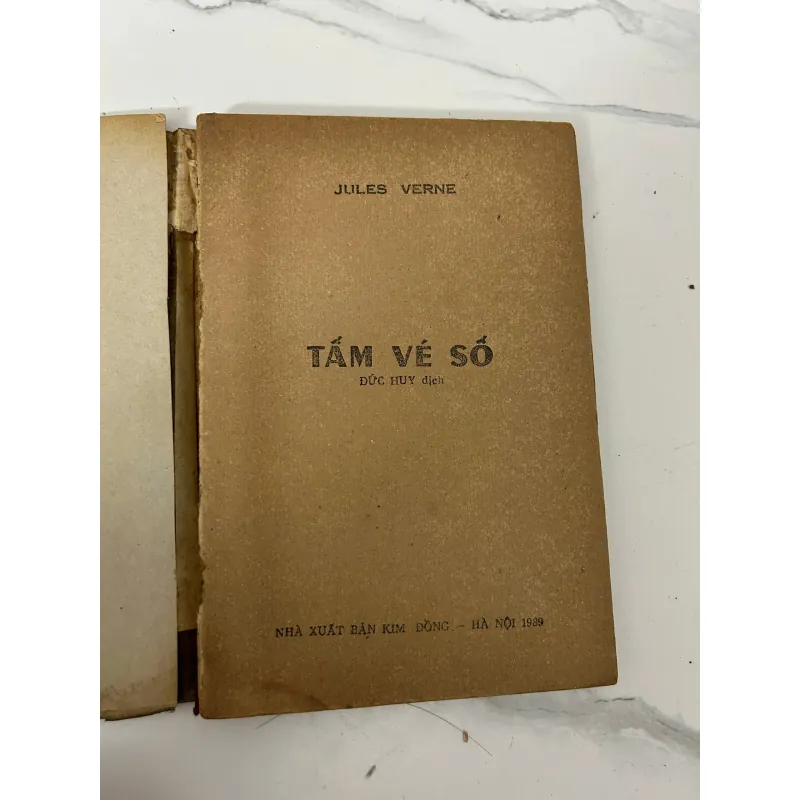 JULES VERNE
TẤM VÉ SỐ
ĐỨC HUY dịch
NHÀ XUẤT BẢN KIM ĐỒNG – HÀ NỘI 1989